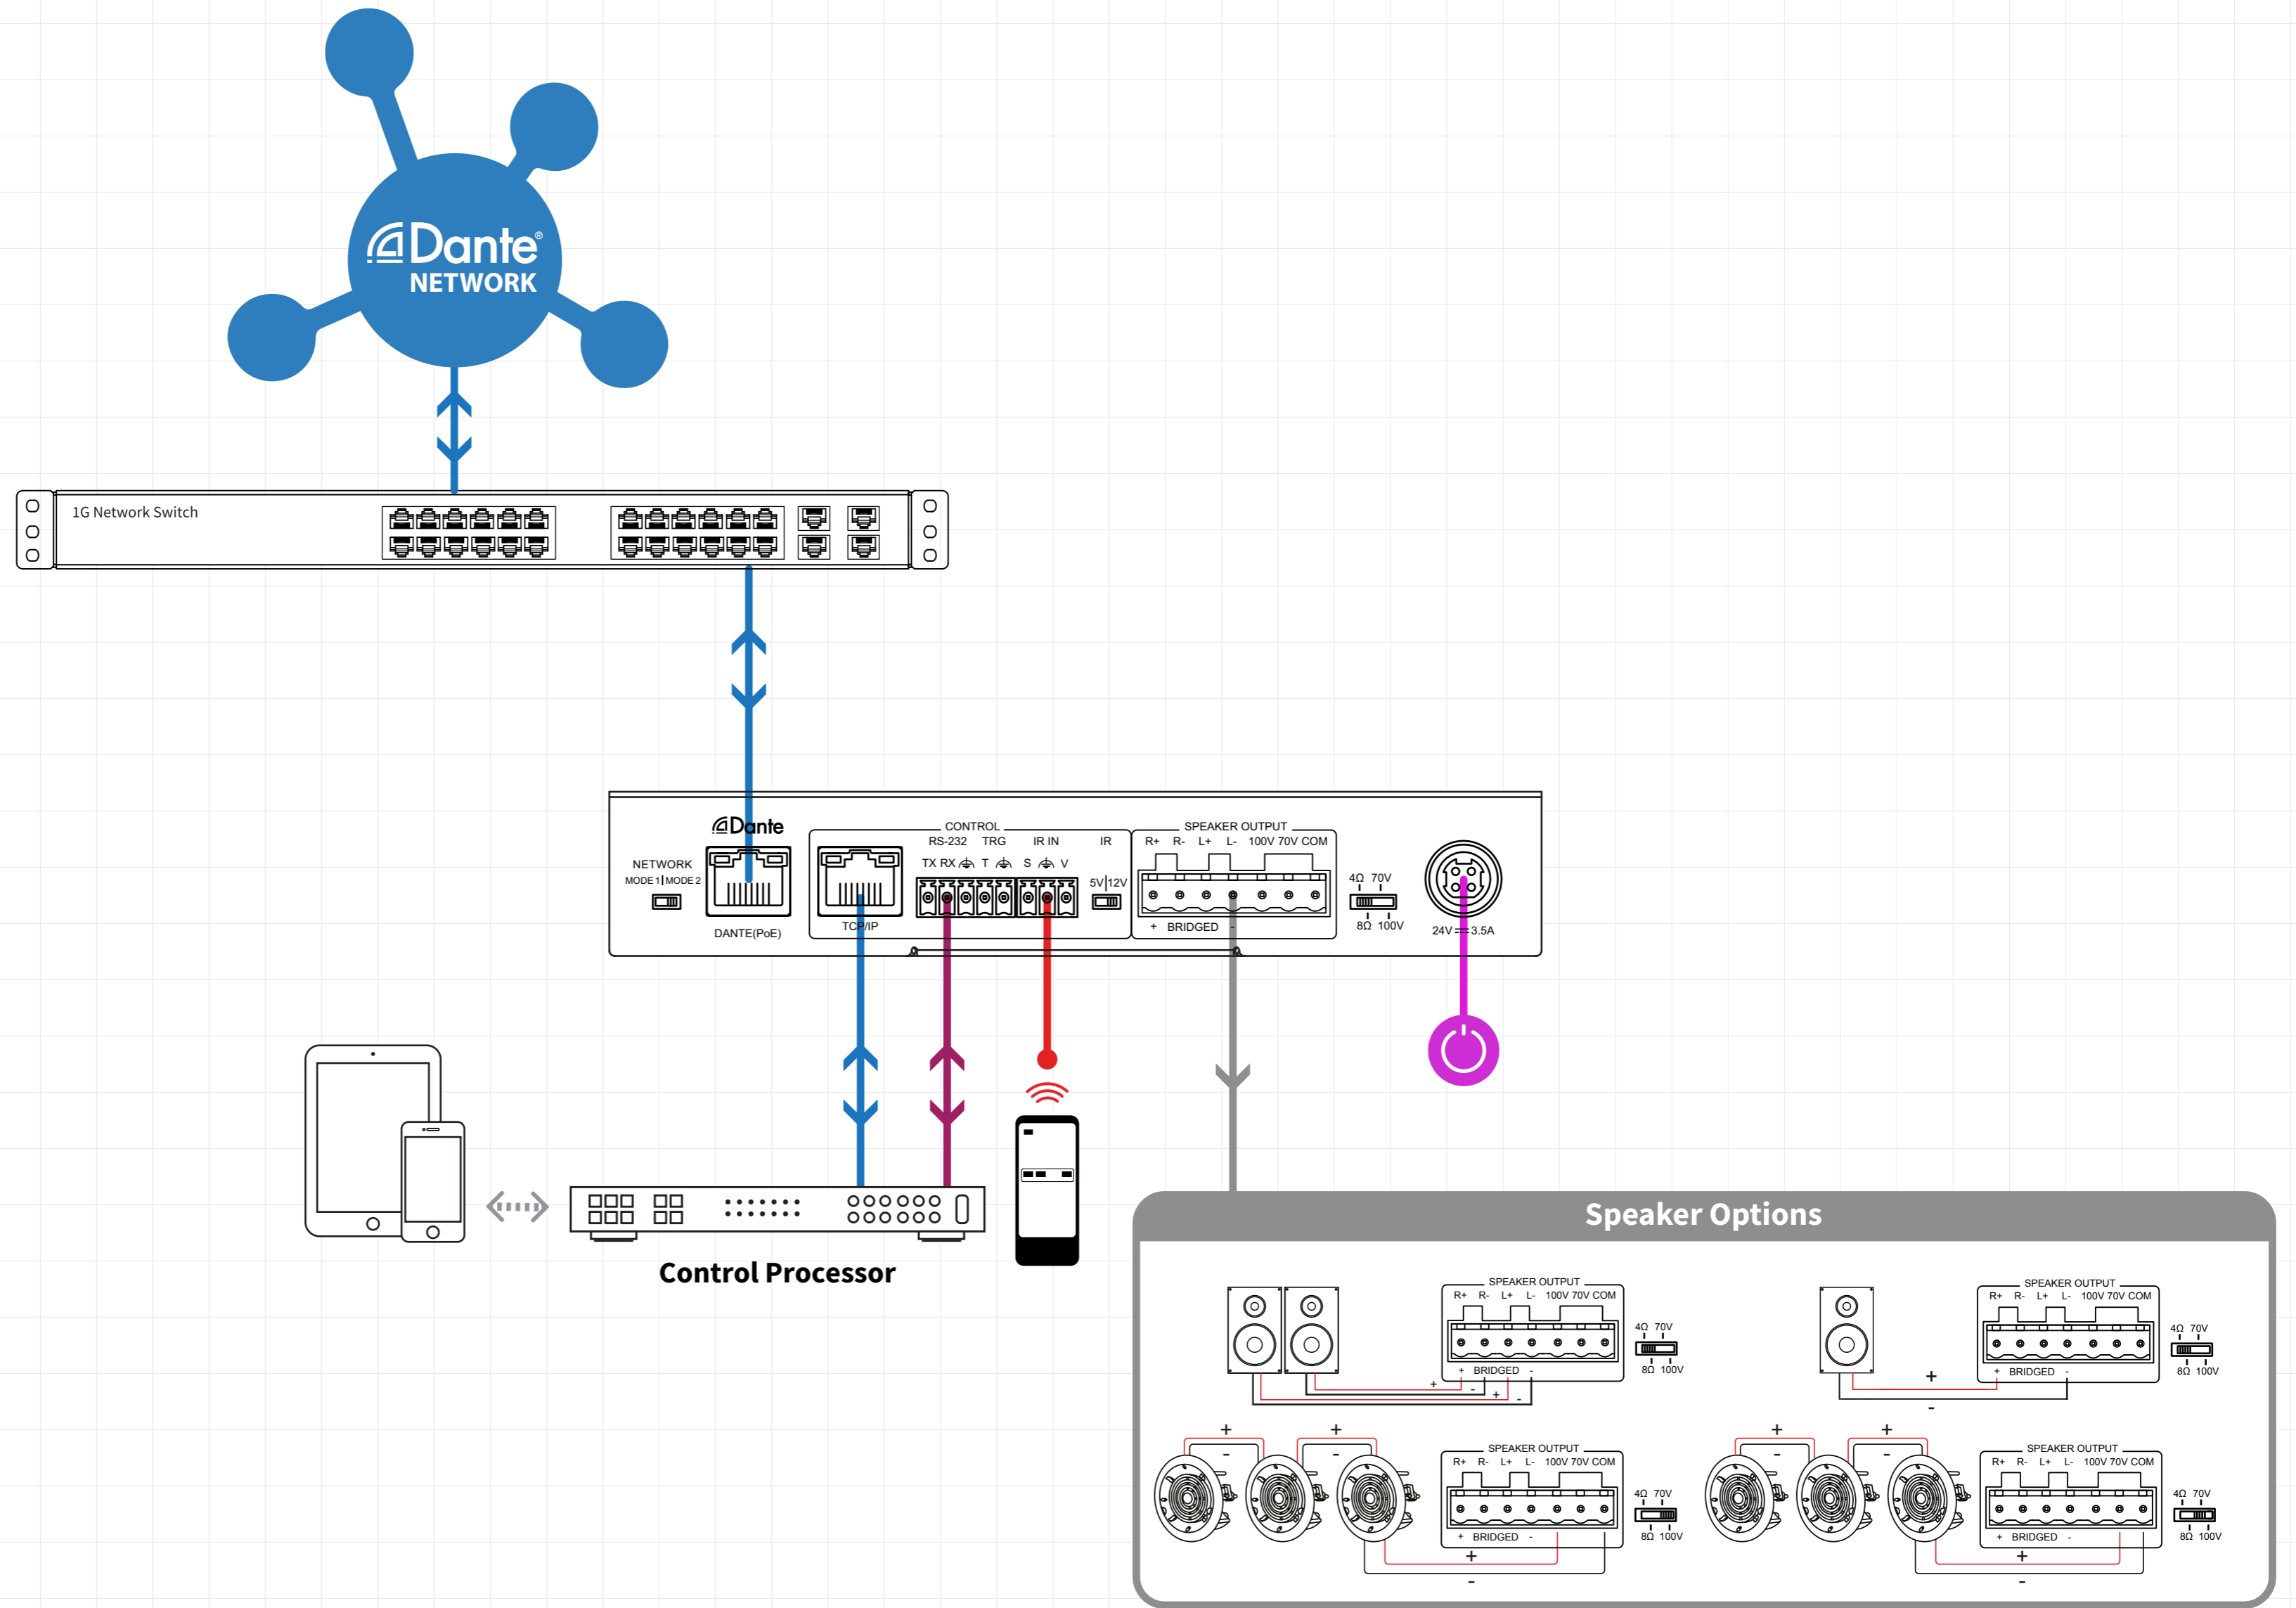 Dante®
NETWORK
1G Network Switch
Dante
NETWORK
MODE 1 | MODE 2
DANTE(PoE)
CONTROL
RS-232 TRG IR IN IR
TX RX T S V
5V|12V
TCP/IP
SPEAKER OUTPUT
R+ R- L+ L- 100V 70V COM
+ BRIDGED -
4Ω 70V
8Ω 100V
24V 3.5A
Control Processor
Speaker Options
SPEAKER OUTPUT
R+ R- L+ L- 100V 70V COM
+ BRIDGED -
4Ω 70V
8Ω 100V
+ - + -
SPEAKER OUTPUT
R+ R- L+ L- 100V 70V COM
+ BRIDGED -
4Ω 70V
8Ω 100V
+
-
+ +
- -
SPEAKER OUTPUT
R+ R- L+ L- 100V 70V COM
+ BRIDGED -
4Ω 70V
8Ω 100V
+
-
+ +
- -
SPEAKER OUTPUT
R+ R- L+ L- 100V 70V COM
+ BRIDGED -
4Ω 70V
8Ω 100V
+
-